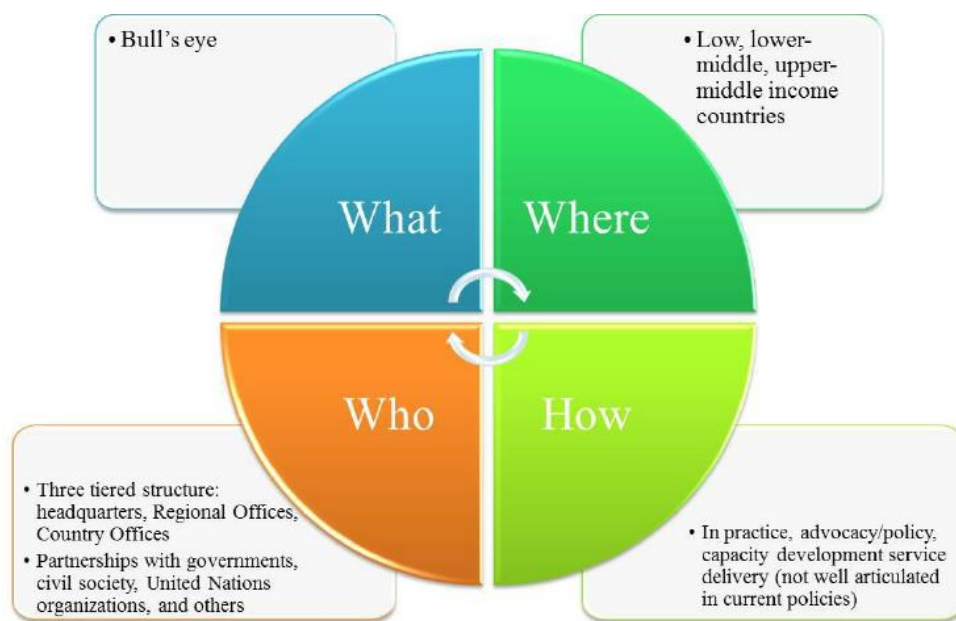 • Bull’s eye
• Low, lower-
middle, upper-
middle income
countries
What
Where
Who
How
• Three tiered structure:
headquarters, Regional Offices,
Country Offices
• Partnerships with governments,
civil society, United Nations
organizations, and others
• In practice, advocacy/policy,
capacity development service
delivery (not well articulated
in current policies)